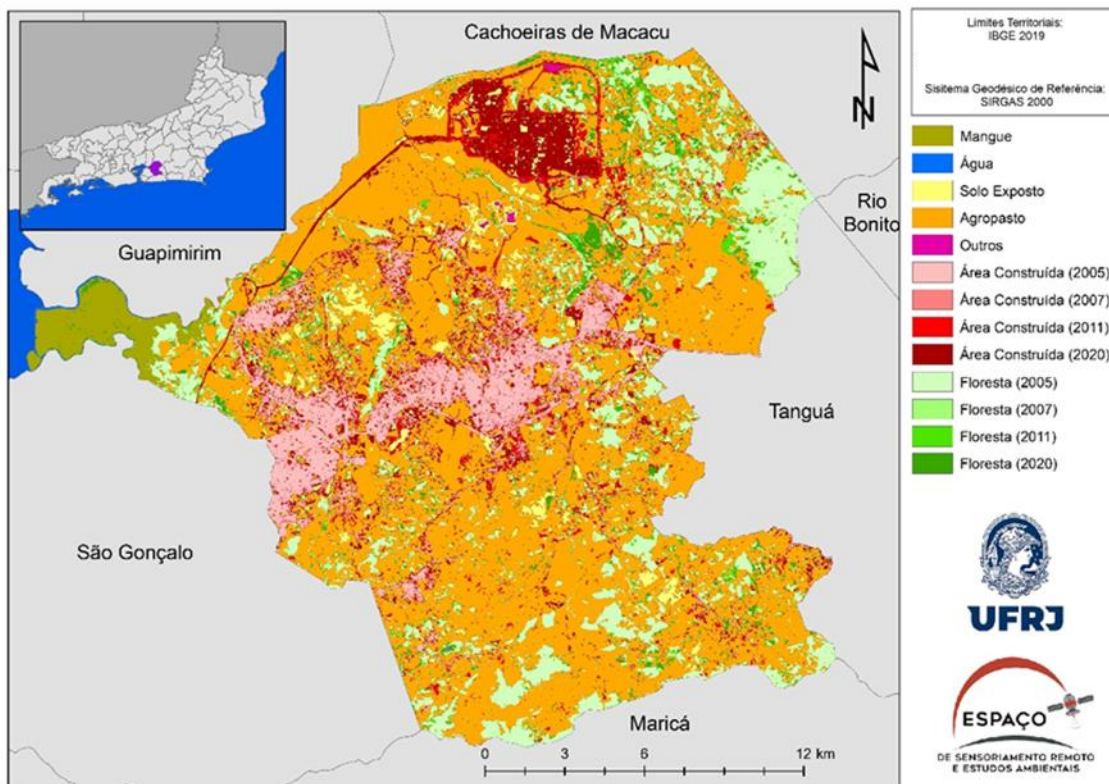 Cachoeiras de Macacu
N
Rio
Bonito
Guapimirim
Tanguá
São Gonçalo
Maricá
0 3 6 12 km
Limites Territoriais:
IBGE 2019
Sisitema Geodésico de Referência:
SIRGAS 2000
Mangue
Água
Solo Exposto
Agropasto
Outros
Área Construída (2005)
Área Construída (2007)
Área Construída (2011)
Área Construída (2020)
Floresta (2005)
Floresta (2007)
Floresta (2011)
Floresta (2020)
UFRJ
ESPAÇO
DE SENSORIAMENTO REMOTO
E ESTUDOS AMBIENTAIS